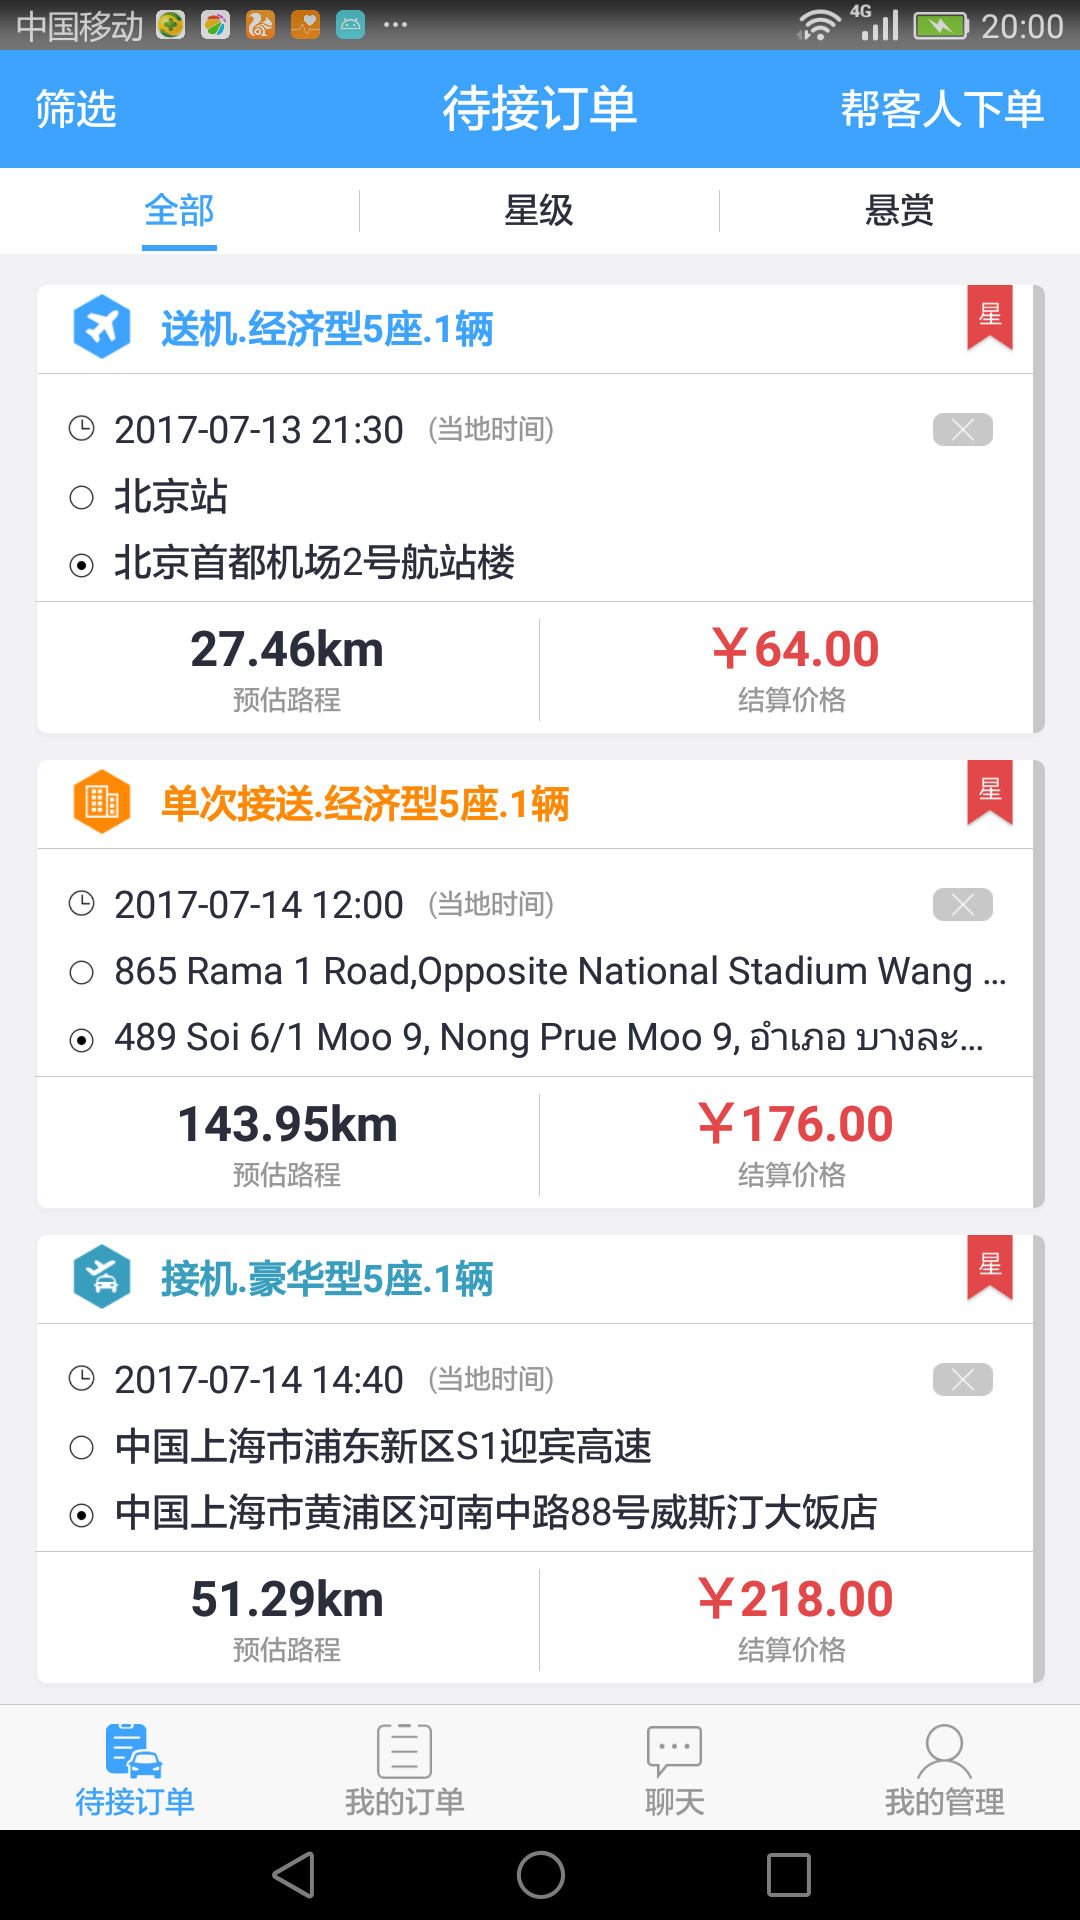 中国移动 ... 4G 20:00
筛选 待接订单 帮客人下单
全部 星级 悬赏
送机.经济型5座.1辆 星
2017-07-13 21:30 (当地时间)
北京站
北京首都机场2号航站楼
27.46km ￥64.00
预估路程 结算价格
单次接送.经济型5座.1辆 星
2017-07-14 12:00 (当地时间)
865 Rama 1 Road,Opposite National Stadium Wang ...
489 Soi 6/1 Moo 9, Nong Prue Moo 9, อำเภอ บางละ...
143.95km ￥176.00
预估路程 结算价格
接机.豪华型5座.1辆 星
2017-07-14 14:40 (当地时间)
中国上海市浦东新区S1迎宾高速
中国上海市黄浦区河南中路88号威斯汀大饭店
51.29km ￥218.00
预估路程 结算价格
待接订单 我的订单 聊天 我的管理